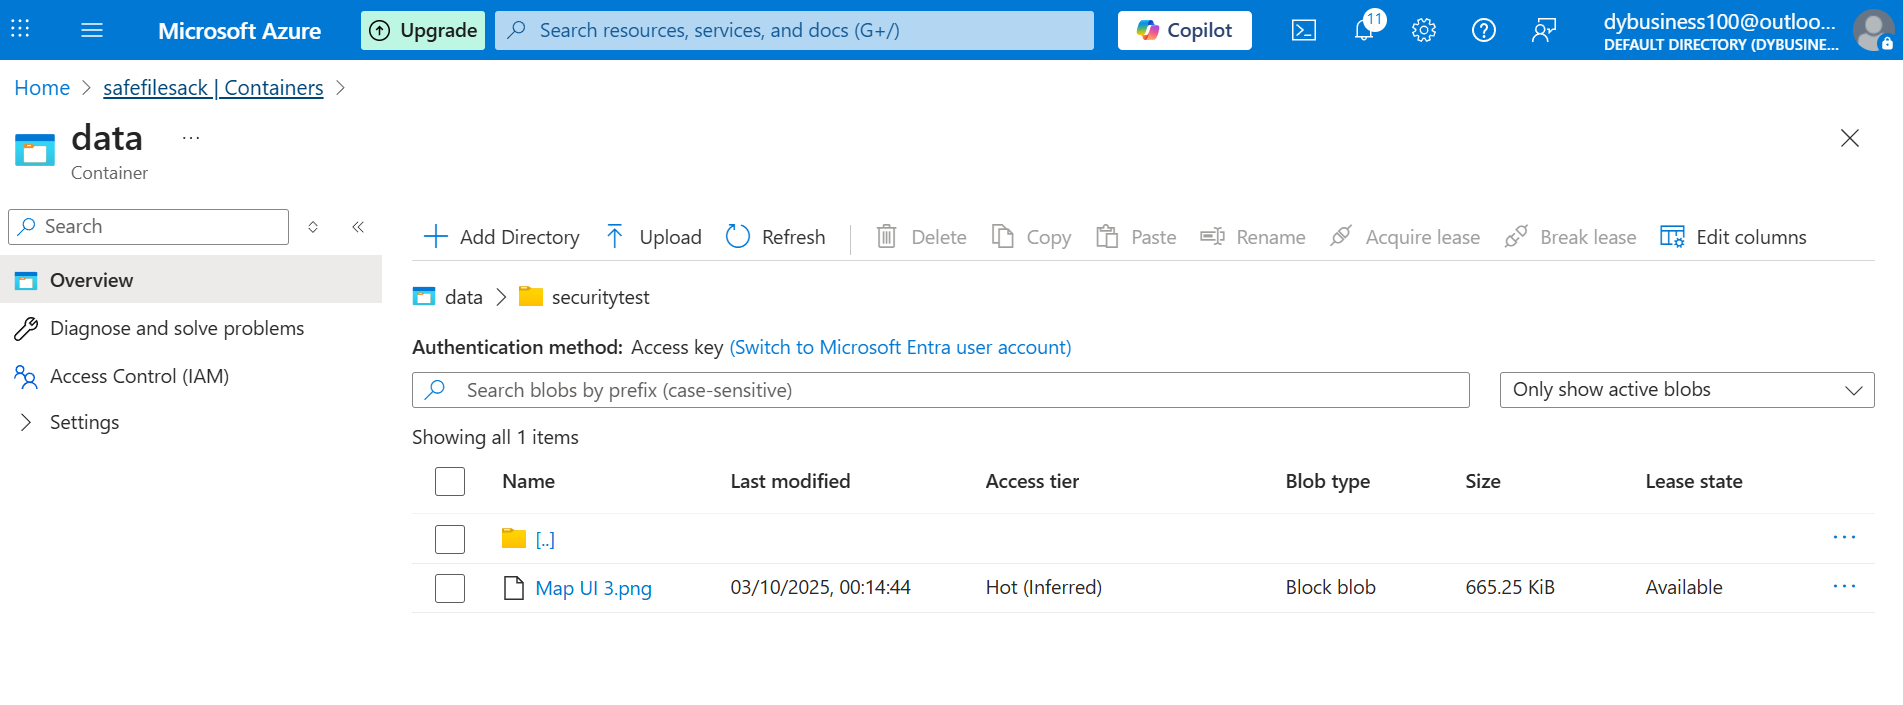 Microsoft Azure
Upgrade
Search resources, services, and docs (G+/)
Copilot
11
dybusiness100@outloo...
DEFAULT DIRECTORY (DYBUSINE...
Home > safefilesack | Containers >
data ...
Container
Search
Overview
Diagnose and solve problems
Access Control (IAM)
Settings
Add Directory Upload Refresh Delete Copy Paste Rename Acquire lease Break lease Edit columns
data > securitytest
Authentication method: Access key (Switch to Microsoft Entra user account)
Search blobs by prefix (case-sensitive)
Only show active blobs
Showing all 1 items
Name Last modified Access tier Blob type Size Lease state
[..] ...
Map UI 3.png 03/10/2025, 00:14:44 Hot (Inferred) Block blob 665.25 KiB Available ...